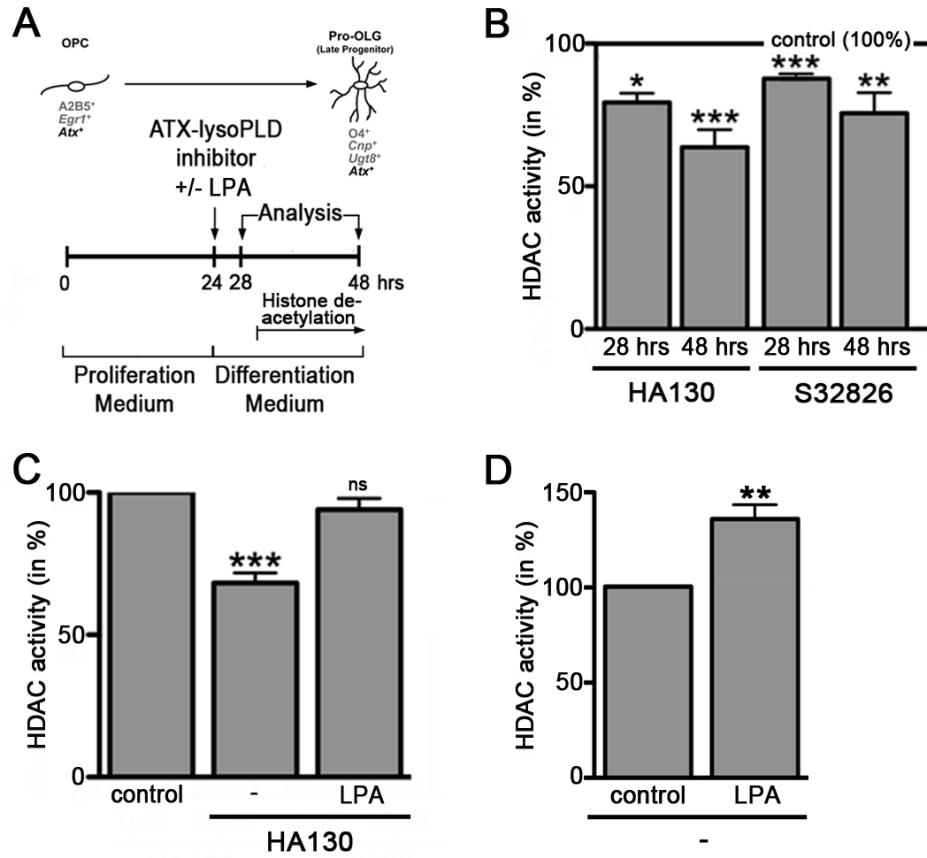 A
OPC
Pro-OLG
(Late Progenitor)
A2B5+
Egr1+
Atx+
ATX-lysoPLD
inhibitor
+/- LPA
O4+
Cnp+
Ugt8+
Atx+
Analysis
0 24 28 48 hrs
Histone de-
acetylation
Proliferation
Medium
Differentiation
Medium
B
HDAC activity (in %)
100
50
0
control (100%)
* *** *** **
28 hrs 48 hrs 28 hrs 48 hrs
HA130 S32826
C
HDAC activity (in %)
100
50
0
***
ns
control - LPA
HA130
D
HDAC activity (in %)
150
100
50
0
**
control LPA
-